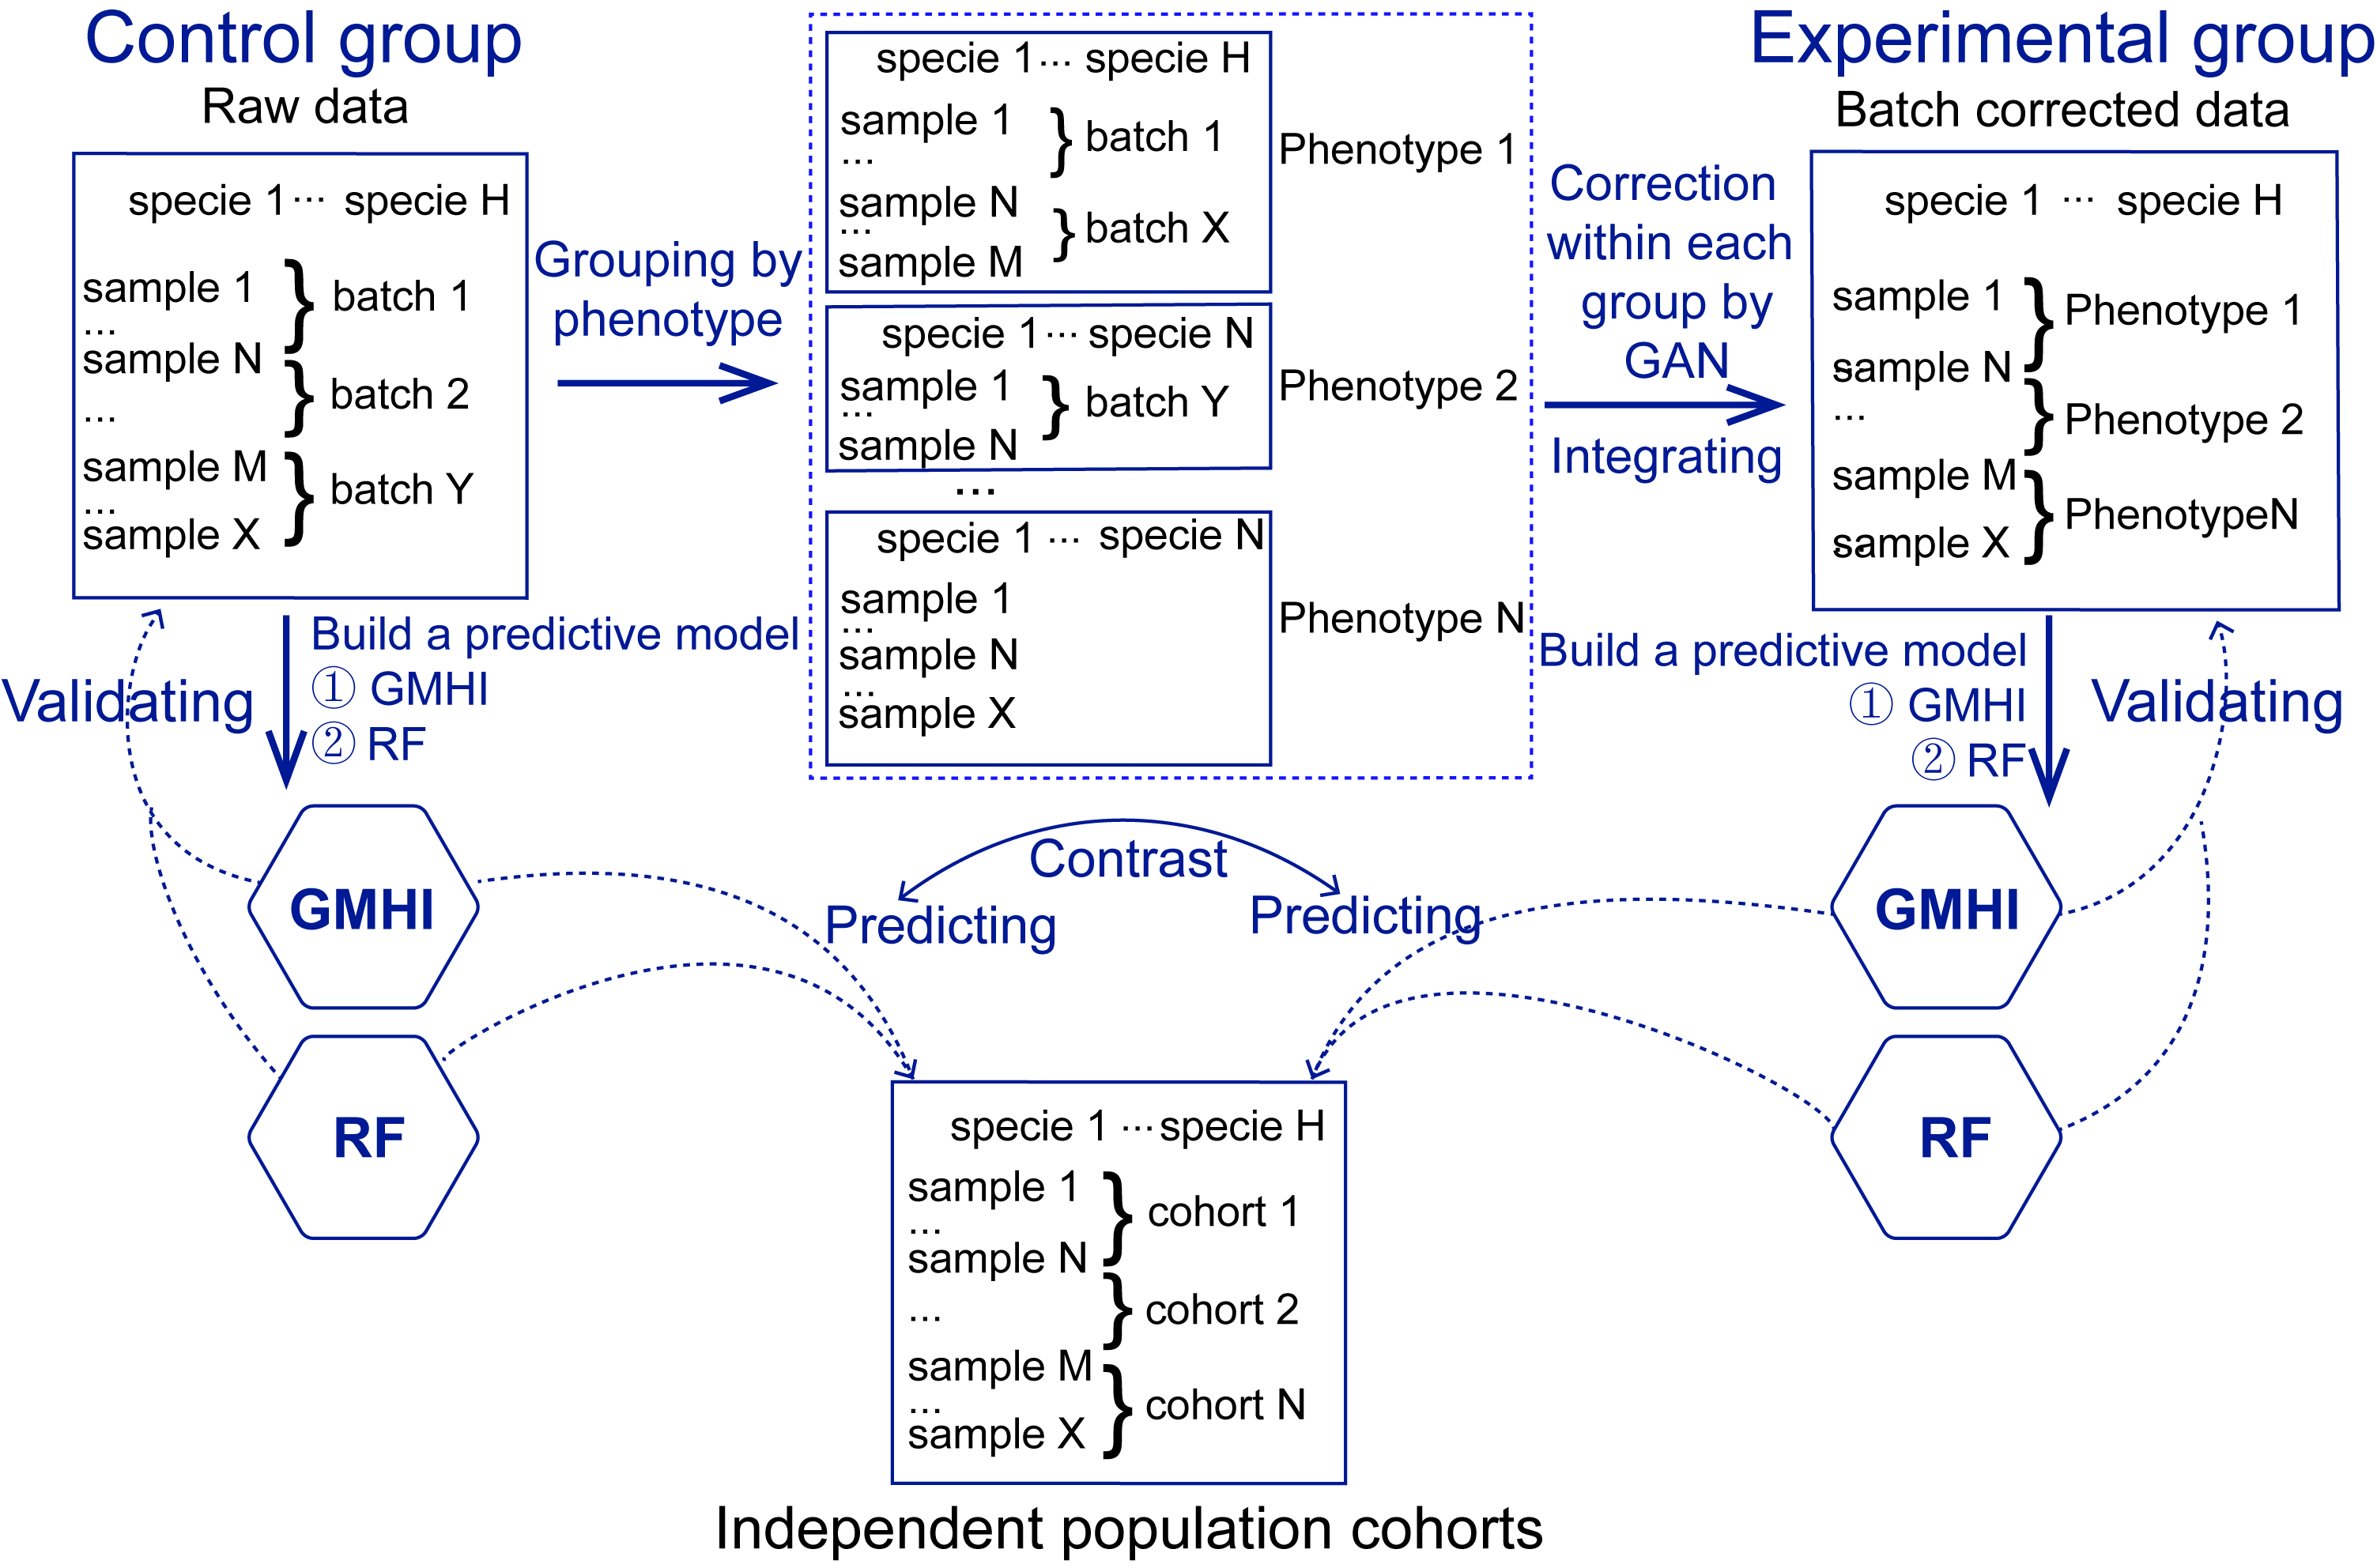 Control group
Raw data
specie 1 ··· specie H
sample 1
...
sample N
...
sample M
...
sample X
batch 1
batch 2
batch Y
Grouping by
phenotype
specie 1 ··· specie H
sample 1
...
sample N
...
sample M
batch 1
batch X
Phenotype 1
specie 1 ··· specie N
sample 1
...
sample N
batch Y
Phenotype 2
...
specie 1 ··· specie N
sample 1
...
sample N
...
sample X
Phenotype N
Correction
within each
group by
GAN
Integrating
Experimental group
Batch corrected data
specie 1 ··· specie H
sample 1
sample N
...
sample M
sample X
Phenotype 1
Phenotype 2
PhenotypeN
Validating
Build a predictive model
① GMHI
② RF
Build a predictive model
① GMHI
② RF
Validating
GMHI
RF
Contrast
Predicting
Predicting
GMHI
RF
specie 1 ··· specie H
sample 1
...
sample N
...
sample M
...
sample X
cohort 1
cohort 2
cohort N
Independent population cohorts